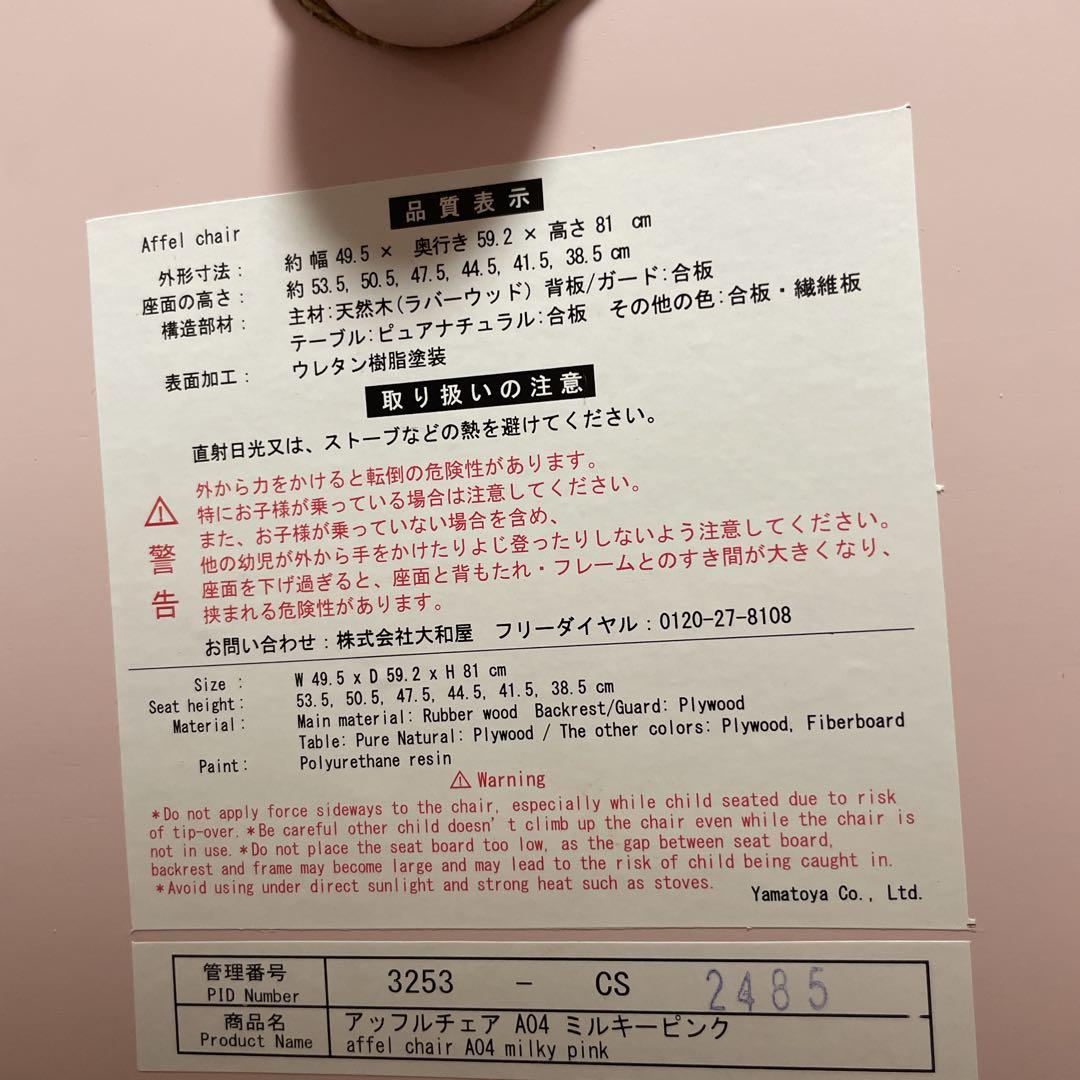 品質表示
Affel chair
外形寸法： 約 幅 49.5 × 奥行き 59.2 × 高さ 81 cm
座面の高さ： 約 53.5, 50.5, 47.5, 44.5, 41.5, 38.5 cm
構造部材： 主材:天然木(ラバーウッド) 背板/ガード:合板
テーブル:ピュアナチュラル:合板 その他の色:合板・繊維板
表面加工： ウレタン樹脂塗装
取り扱いの注意
直射日光又は、ストーブなどの熱を避けてください。
⚠警告
外から力をかけると転倒の危険性があります。
特にお子様が乗っている場合は注意してください。
また、お子様が乗っていない場合を含め、
他の幼児が外から手をかけたりよじ登ったりしないよう注意してください。
座面を下げ過ぎると、座面と背もたれ・フレームとのすき間が大きくなり、
挟まれる危険性があります。
お問い合わせ：株式会社大和屋 フリーダイヤル：0120-27-8108
Size : W 49.5 x D 59.2 x H 81 cm
Seat height: 53.5, 50.5, 47.5, 44.5, 41.5, 38.5 cm
Material: Main material: Rubber wood Backrest/Guard: Plywood
Table: Pure Natural: Plywood / The other colors: Plywood, Fiberboard
Paint: Polyurethane resin
⚠ Warning
*Do not apply force sideways to the chair, especially while child seated due to risk
of tip-over. *Be careful other child doesn't climb up the chair even while the chair is
not in use. *Do not place the seat board too low, as the gap between seat board,
backrest and frame may become large and may lead to the risk of child being caught in.
*Avoid using under direct sunlight and strong heat such as stoves.
Yamatoya Co., Ltd.
管理番号 3253 - CS 2485
PID Number
商品名 アッフルチェア A04 ミルキーピンク
Product Name affel chair A04 milky pink